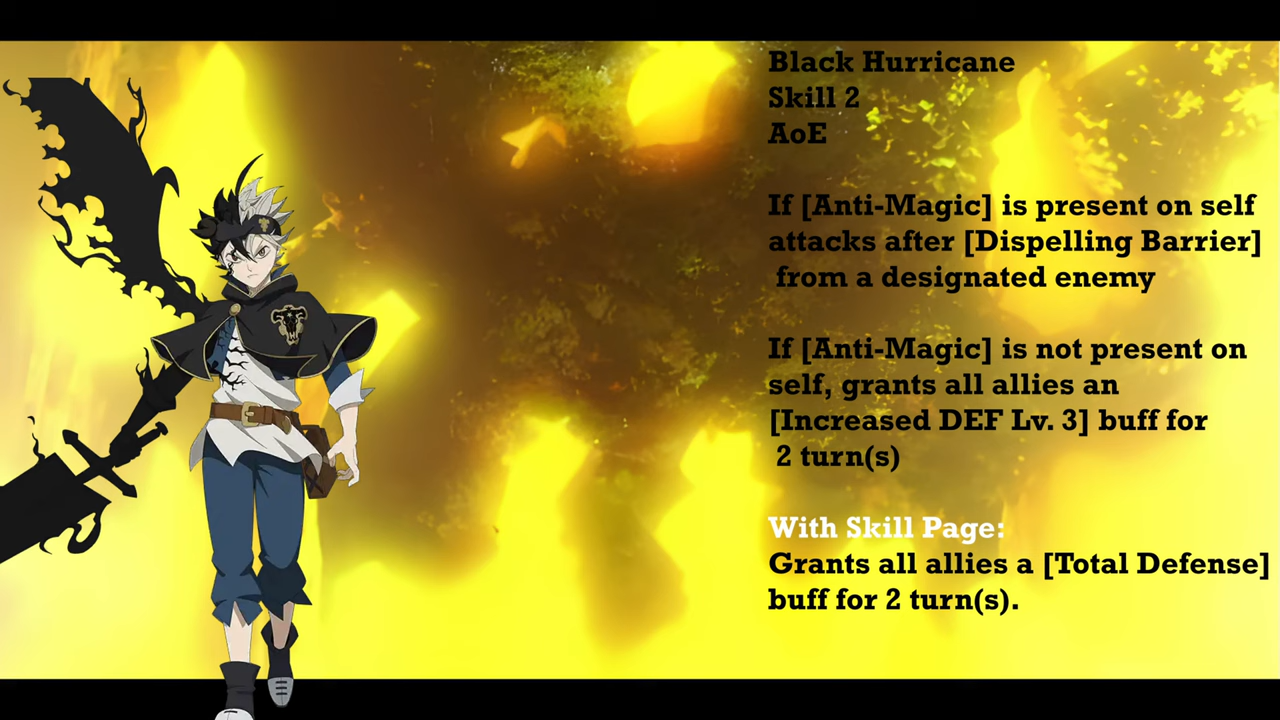 Black Hurricane
Skill 2
AoE
If [Anti-Magic] is present on self
attacks after [Dispelling Barrier]
from a designated enemy
If [Anti-Magic] is not present on
self, grants all allies an
[Increased DEF Lv. 3] buff for
2 turn(s)
With Skill Page:
Grants all allies a [Total Defense]
buff for 2 turn(s).